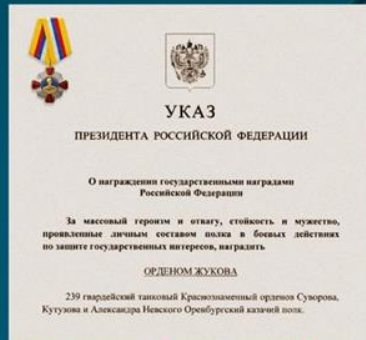 УКАЗ
ПРЕЗИДЕНТА РОССИЙСКОЙ ФЕДЕРАЦИИ
О награждении государственными наградами
Российской Федерации
За массовый героизм и отвагу, стойкость и мужество,
проявленные личным составом полка в боевых действиях
по защите государственных интересов, наградить
ОРДЕНОМ ЖУКОВА
239 гвардейский танковый Краснознаменный орденов Суворова,
Кутузова и Александра Невского Оренбургский казачий полк.